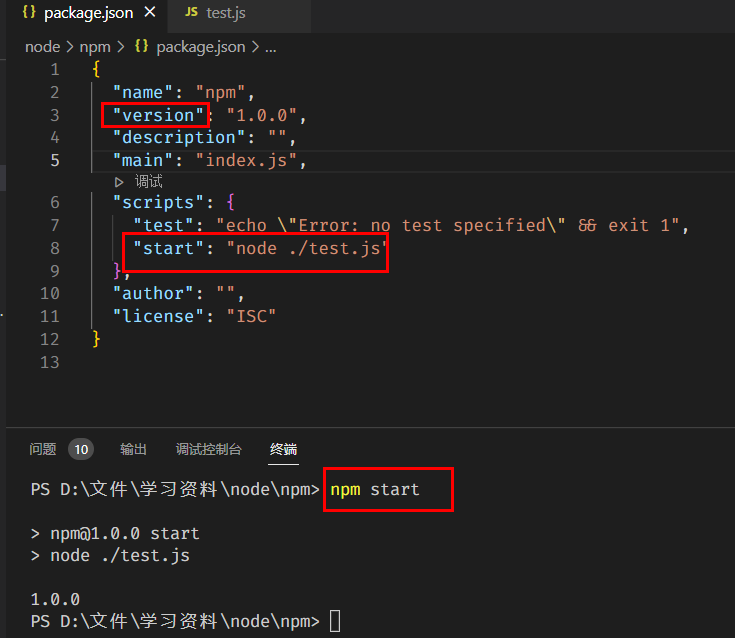 {} package.json ×
JS test.js
node > npm > {} package.json > ...
1 {
2 "name": "npm",
3 "version": "1.0.0",
4 "description": "",
5 "main": "index.js",
▷ 调试
6 "scripts": {
7 "test": "echo \"Error: no test specified\" && exit 1",
8 "start": "node ./test.js"
9 },
10 "author": "",
11 "license": "ISC"
12 }
13
问题 10 输出 调试控制台 终端
PS D:\文件\学习资料\node\npm> npm start
> npm@1.0.0 start
> node ./test.js
1.0.0
PS D:\文件\学习资料\node\npm>